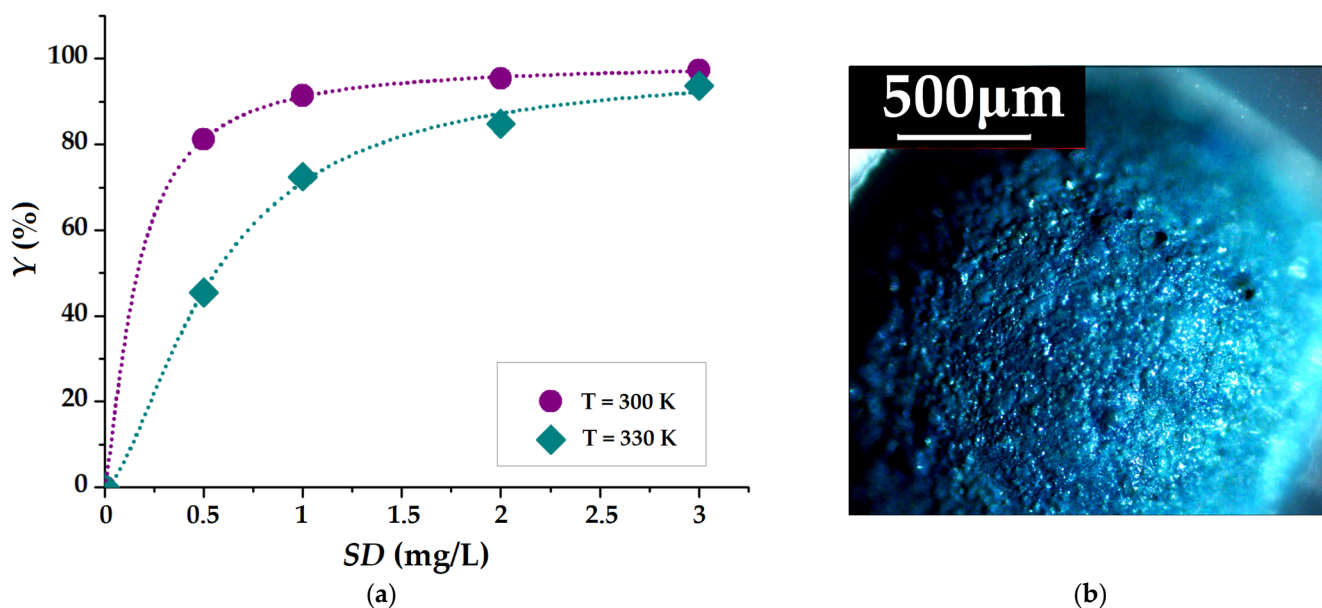 100
80
60
40
20
0
Y (%)
0 0.5 1 1.5 2 2.5 3
SD (mg/L)
T = 300 K
T = 330 K
(a)
500μm
(b)